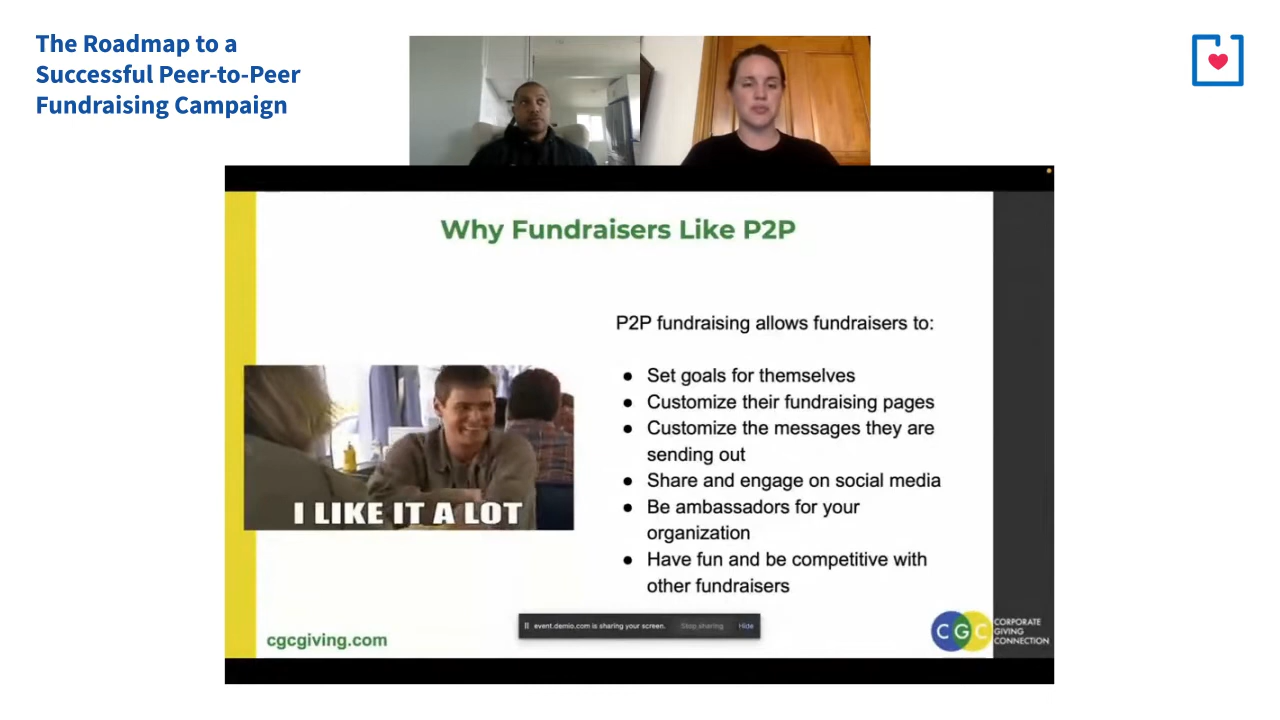 The Roadmap to a
Successful Peer-to-Peer
Fundraising Campaign
Why Fundraisers Like P2P
P2P fundraising allows fundraisers to:
● Set goals for themselves
● Customize their fundraising pages
● Customize the messages they are
sending out
● Share and engage on social media
● Be ambassadors for your
organization
● Have fun and be competitive with
other fundraisers
I LIKE IT A LOT
event.demio.com is sharing your screen. Stop sharing Hide
cgcgiving.com
CGC
CORPORATE
GIVING
CONNECTION